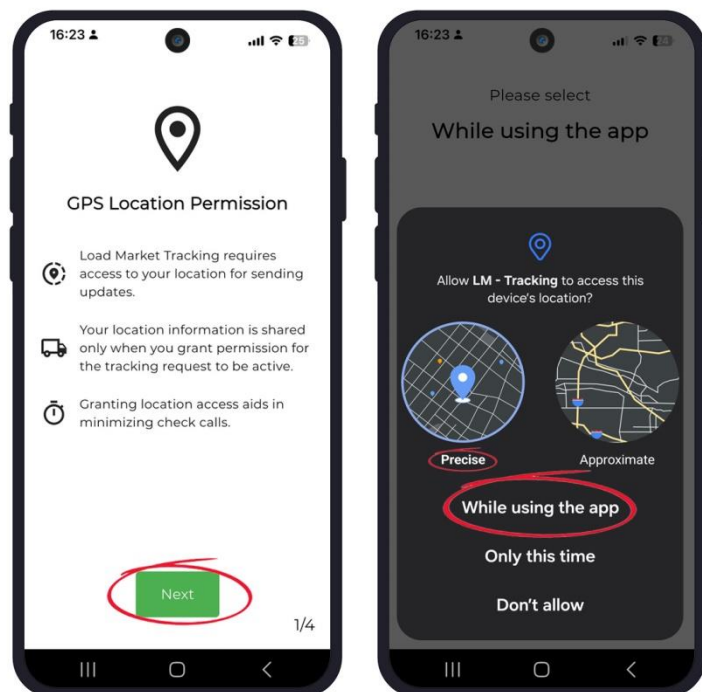 16:23
25
GPS Location Permission
Load Market Tracking requires
access to your location for sending
updates.
Your location information is shared
only when you grant permission for
the tracking request to be active.
Granting location access aids in
minimizing check calls.
Next
1/4
16:23
Please select
While using the app
Allow LM - Tracking to access this
device's location?
Precise
Approximate
While using the app
Only this time
Don't allow